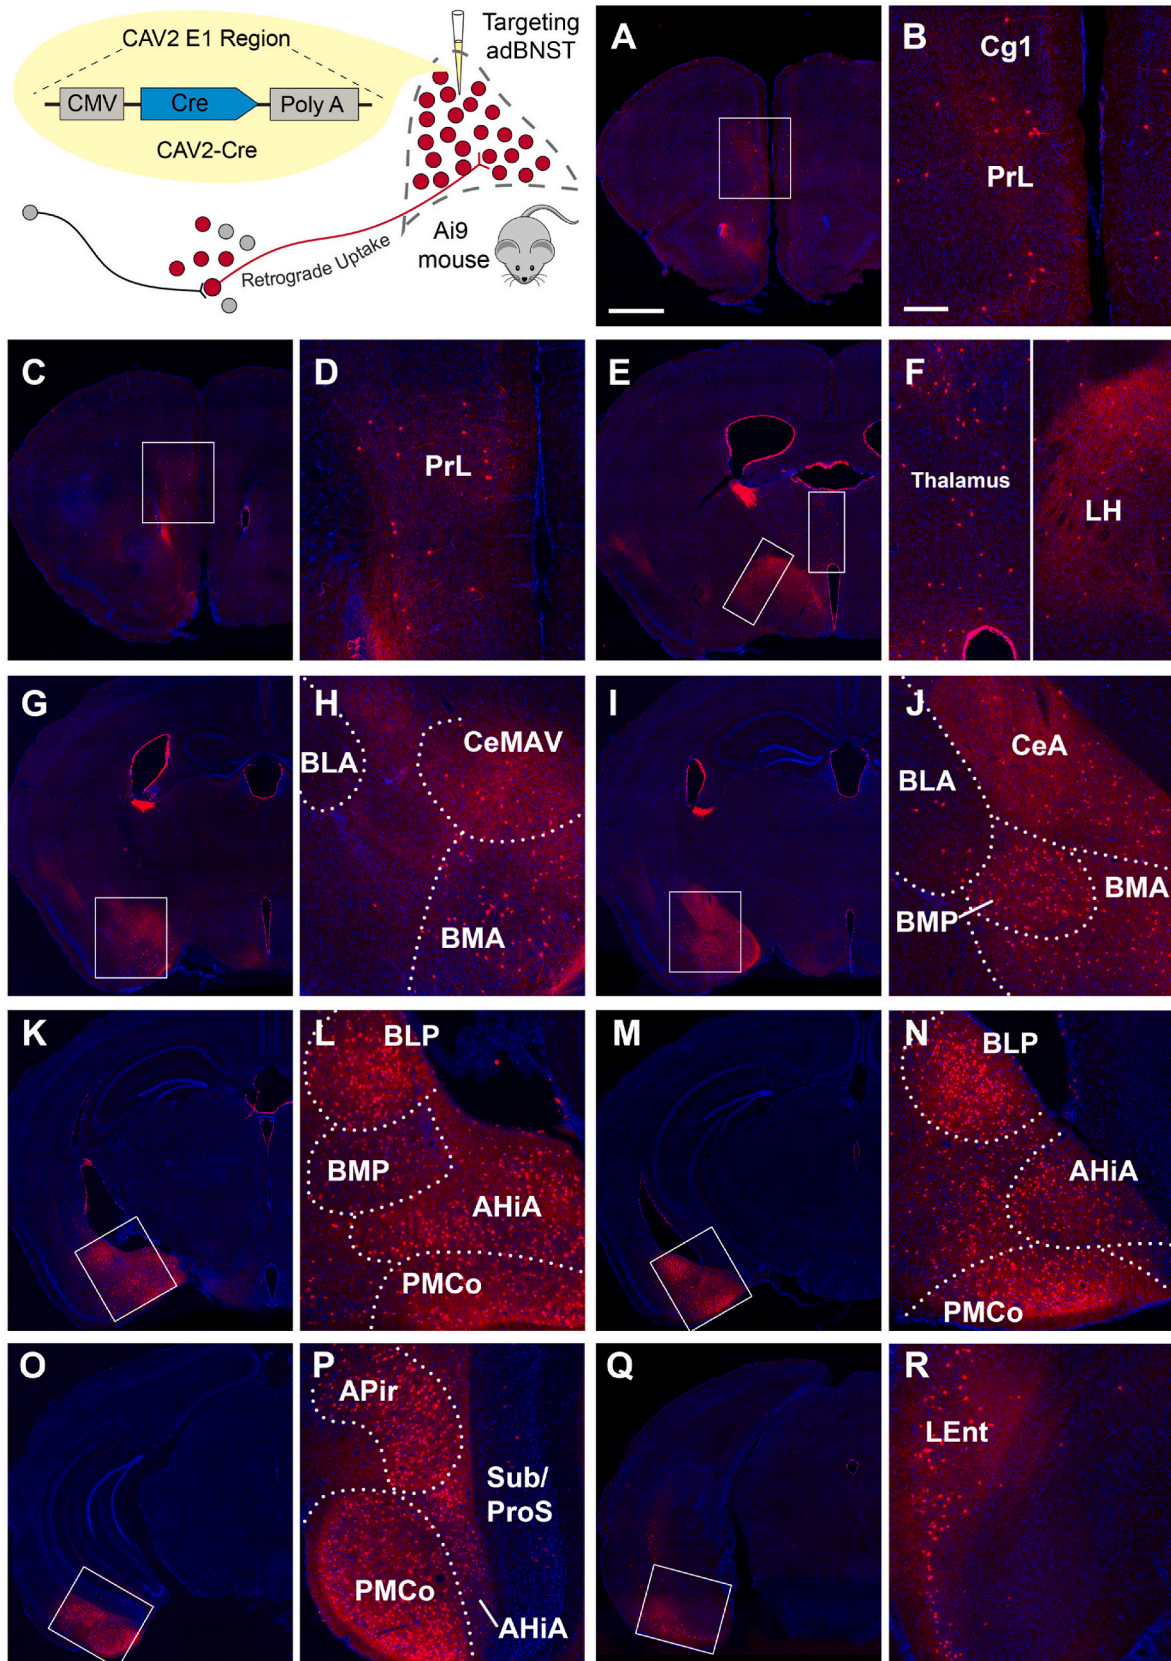 CAV2 E1 Region
CMV
Cre
Poly A
CAV2-Cre
Targeting
adBNST
Retrograde Uptake
Ai9
mouse
A
B
Cg1
PrL
C
D
PrL
E
F
Thalamus
LH
G
H
BLA
CeMAV
BMA
I
J
CeA
BLA
BMA
BMP
K
L
BLP
BMP
AHiA
PMCo
M
N
BLP
AHiA
PMCo
O
P
APir
Sub/
ProS
PMCo
AHiA
Q
R
LEnt